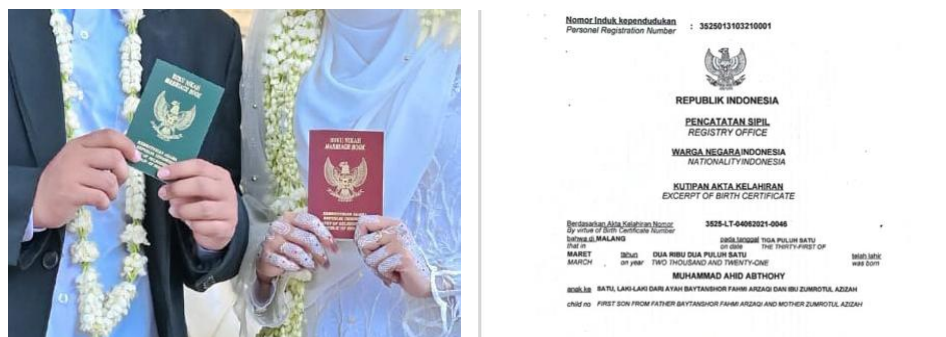 BUKU NIKAH
MARRIAGE BOOK
BUKU NIKAH
MARRIAGE BOOK
KEMENTERIAN AGAMA
REPUBLIK INDONESIA
Nomor Induk kependudukan : 3525013103210001
Personel Registration Number
REPUBLIK INDONESIA
PENCATATAN SIPIL
REGISTRY OFFICE
WARGA NEGARA INDONESIA
NATIONALITY INDONESIA
KUTIPAN AKTA KELAHIRAN
EXCERPT OF BIRTH CERTIFICATE
Berdasarkan Akta Kelahiran Nomor 3525-LT-04062021-0046
By virtue of Birth Certificate Number
bahwa di MALANG pada tanggal TIGA PULUH SATU
that in on date THE THIRTY-FIRST OF
MARET tahun DUA RIBU DUA PULUH SATU telah lahir
MARCH on year TWO THOUSAND AND TWENTY-ONE was born
MUHAMMAD AHID ABTHOHY
anak ke SATU, LAKI-LAKI DARI AYAH BAYTANSHOR FAHMI ARZAQI DAN IBU ZUMROTUL AZIZAH
child no FIRST SON FROM FATHER BAYTANSHOR FAHMI ARZAQI AND MOTHER ZUMROTUL AZIZAH